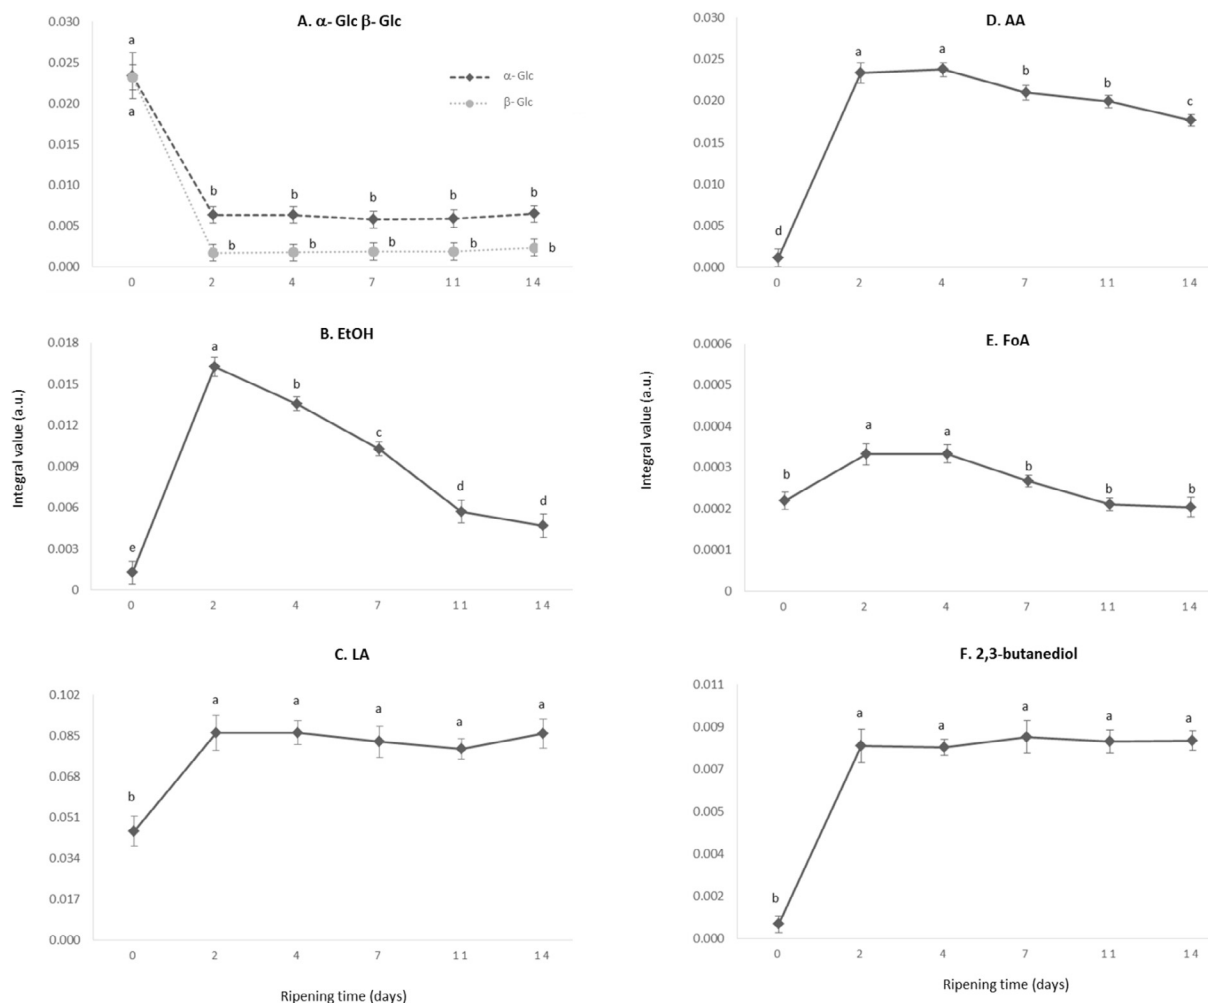 A. α- Glc β- Glc
0.030
0.025
0.020
0.015
0.010
0.005
0.000
a
a
b
b
b
b
b
b
b
b
b
b
α- Glc
β- Glc
0
2
4
7
11
14
B. EtOH
0.018
0.015
0.012
0.009
0.006
0.003
0
e
a
b
c
d
d
0
2
4
7
11
14
Integral value (a.u.)
C. LA
0.102
0.085
0.068
0.051
0.034
0.017
0.000
b
a
a
a
a
a
0
2
4
7
11
14
Ripening time (days)
D. AA
0.030
0.025
0.020
0.015
0.010
0.005
0.000
d
a
a
b
b
c
0
2
4
7
11
14
E. FoA
0.0006
0.0005
0.0004
0.0003
0.0002
0.0001
0
b
a
a
b
b
b
0
2
4
7
11
14
Integral value (a.u.)
F. 2,3-butanediol
0.011
0.009
0.007
0.005
0.004
0.002
0.000
b
a
a
a
a
a
0
2
4
7
11
14
Ripening time (days)